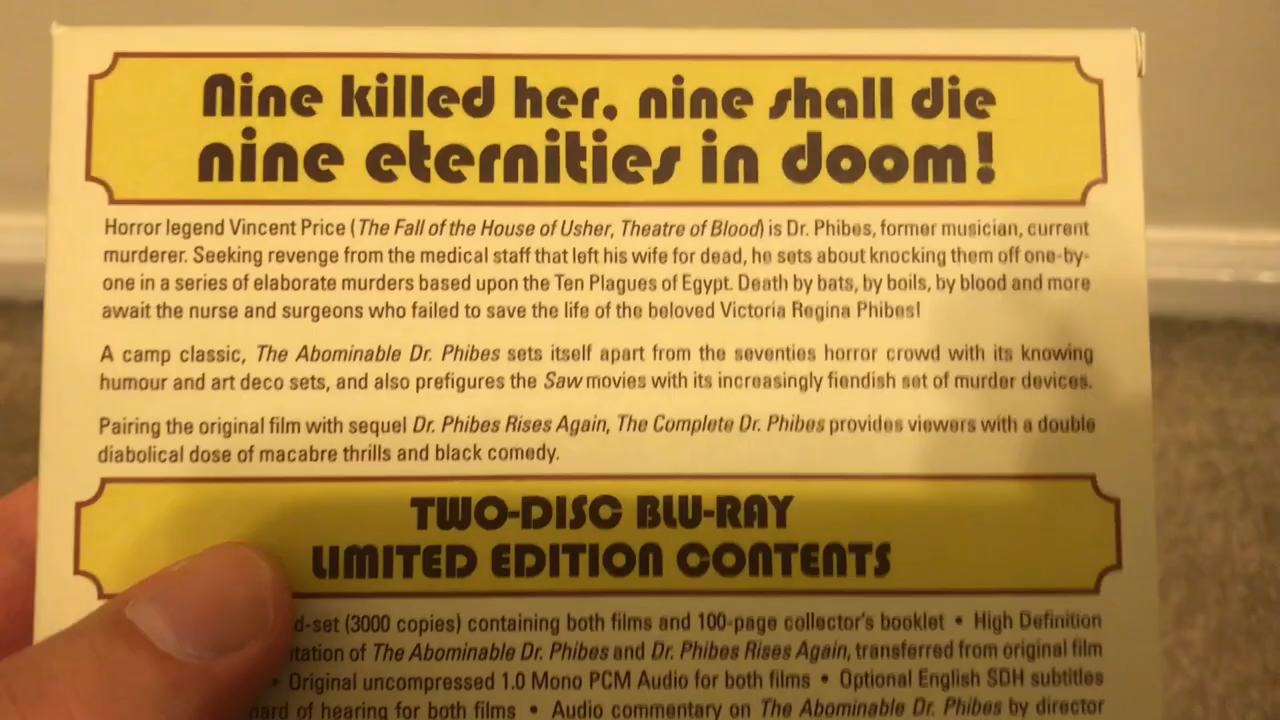 Nine killed her, nine shall die
nine eternities in doom!
Horror legend Vincent Price (The Fall of the House of Usher, Theatre of Blood) is Dr. Phibes, former musician, current
murderer. Seeking revenge from the medical staff that left his wife for dead, he sets about knocking them off one-by-
one in a series of elaborate murders based upon the Ten Plagues of Egypt. Death by bats, by boils, by blood and more
await the nurse and surgeons who failed to save the life of the beloved Victoria Regina Phibes!
A camp classic, The Abominable Dr. Phibes sets itself apart from the seventies horror crowd with its knowing
humour and art deco sets, and also prefigures the Saw movies with its increasingly fiendish set of murder devices.
Pairing the original film with sequel Dr. Phibes Rises Again, The Complete Dr. Phibes provides viewers with a double
diabolical dose of macabre thrills and black comedy.
TWO-DISC BLU-RAY
LIMITED EDITION CONTENTS
d-set (3000 copies) containing both films and 100-page collector's booklet • High Definition
tation of The Abominable Dr. Phibes and Dr. Phibes Rises Again, transferred from original film
• Original uncompressed 1.0 Mono PCM Audio for both films • Optional English SDH subtitles
hard of hearing for both films • Audio commentary on The Abominable Dr. Phibes by director